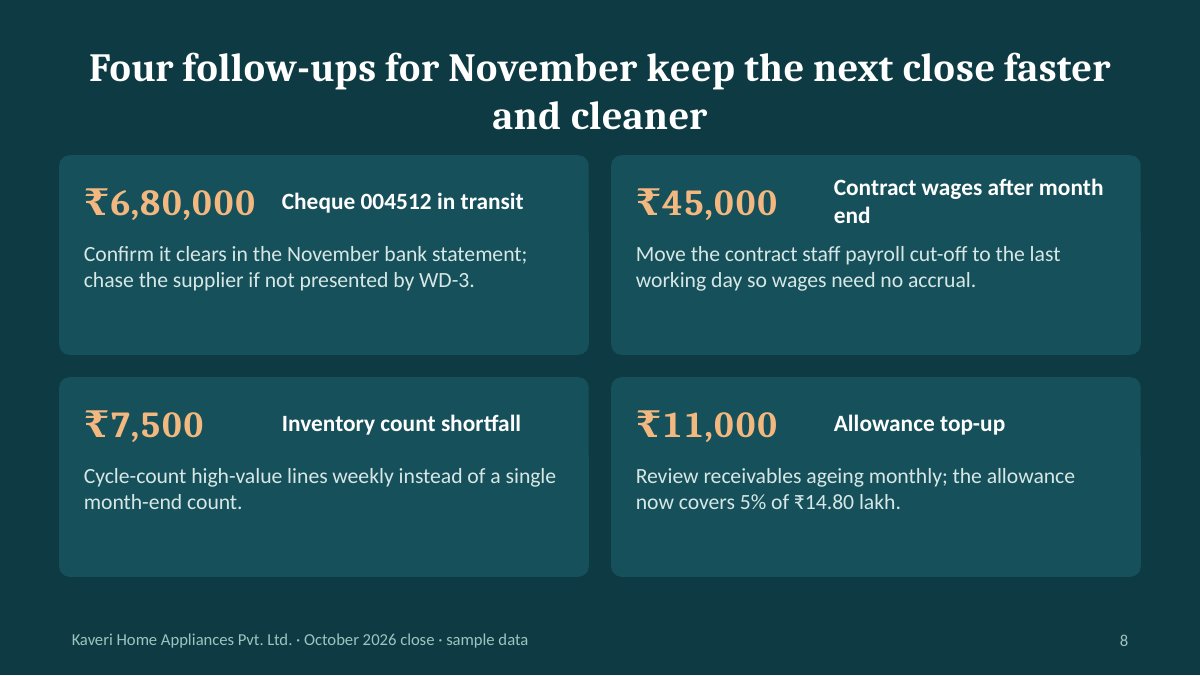 Four follow-ups for November keep the next close faster
and cleaner
₹6,80,000
Cheque 004512 in transit
Confirm it clears in the November bank statement;
chase the supplier if not presented by WD-3.
₹45,000
Contract wages after month
end
Move the contract staff payroll cut-off to the last
working day so wages need no accrual.
₹7,500
Inventory count shortfall
Cycle-count high-value lines weekly instead of a single
month-end count.
₹11,000
Allowance top-up
Review receivables ageing monthly; the allowance
now covers 5% of ₹14.80 lakh.
Kaveri Home Appliances Pvt. Ltd. · October 2026 close · sample data
8